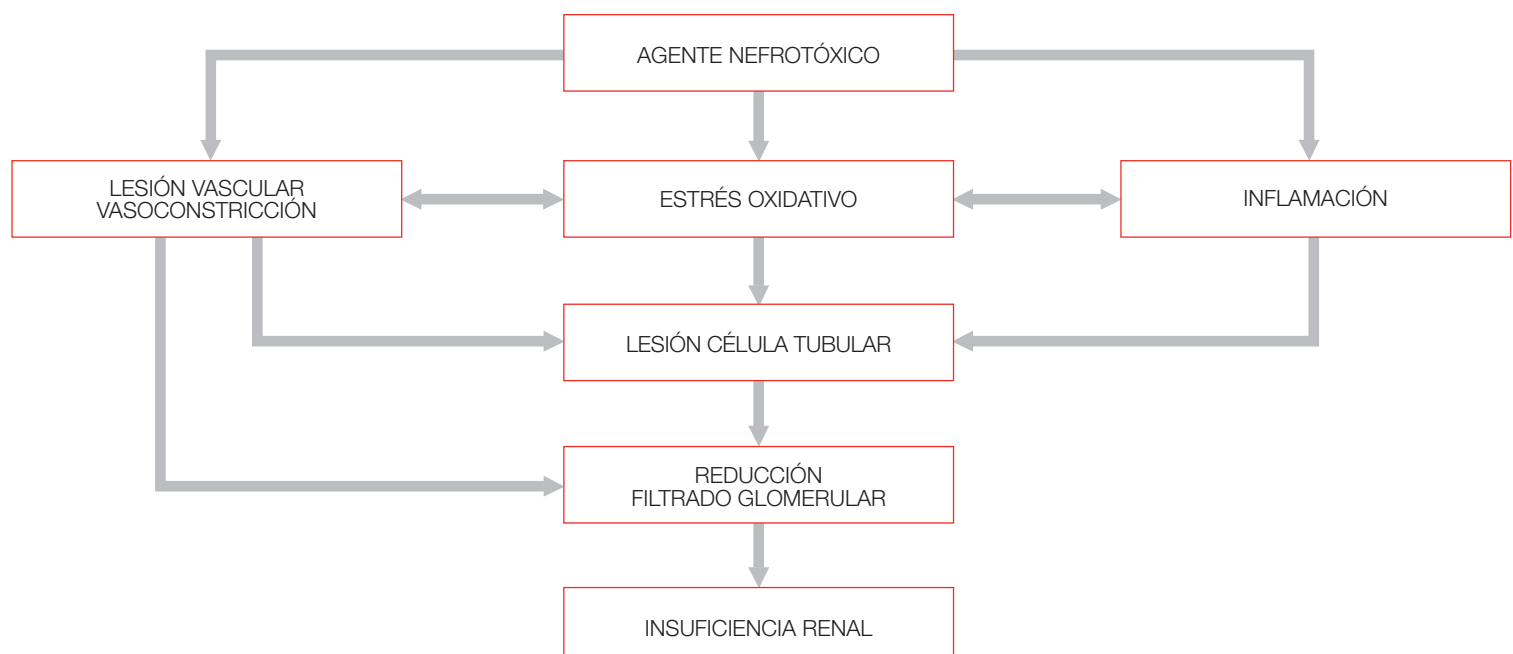 AGENTE NEFROTÓXICO
LESIÓN VASCULAR
VASOCONSTRICCIÓN
ESTRÉS OXIDATIVO
INFLAMACIÓN
LESIÓN CÉLULA TUBULAR
REDUCCIÓN
FILTRADO GLOMERULAR
INSUFICIENCIA RENAL